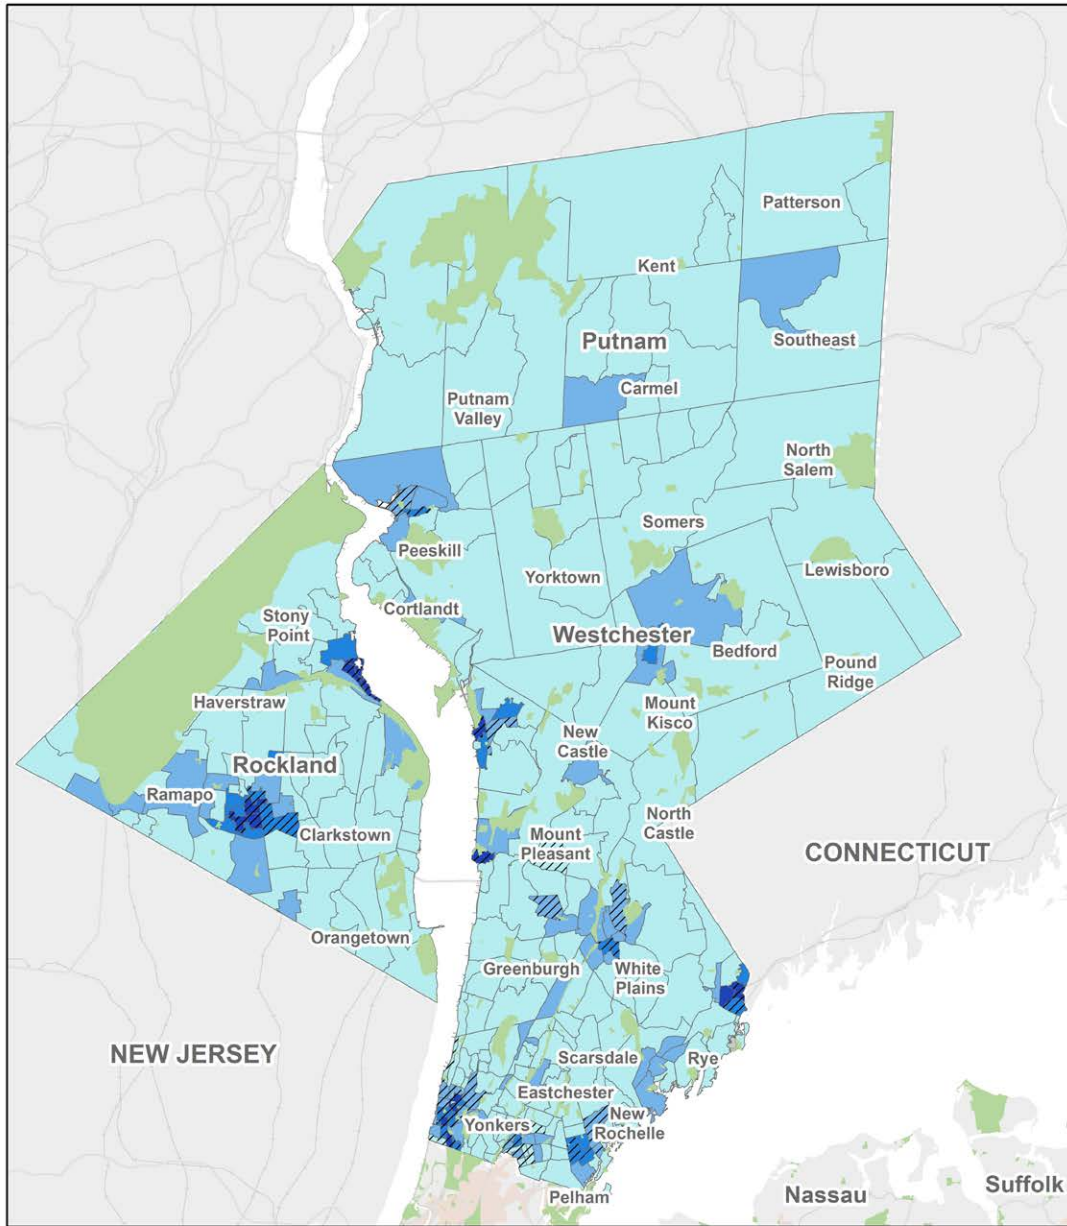 Patterson
Kent
Putnam
Southeast
Carmel
Putnam
Valley
North
Salem
Somers
Peeskill
Yorktown
Lewisboro
Cortlandt
Stony
Point
Westchester
Bedford
Pound
Ridge
Haverstraw
Mount
Kisco
New
Castle
Rockland
Ramapo
Clarkstown
North
Castle
Mount
Pleasant
CONNECTICUT
Orangetown
Greenburgh
White
Plains
NEW JERSEY
Scarsdale
Rye
Eastchester
New
Rochelle
Yonkers
Pelham
Nassau
Suffolk